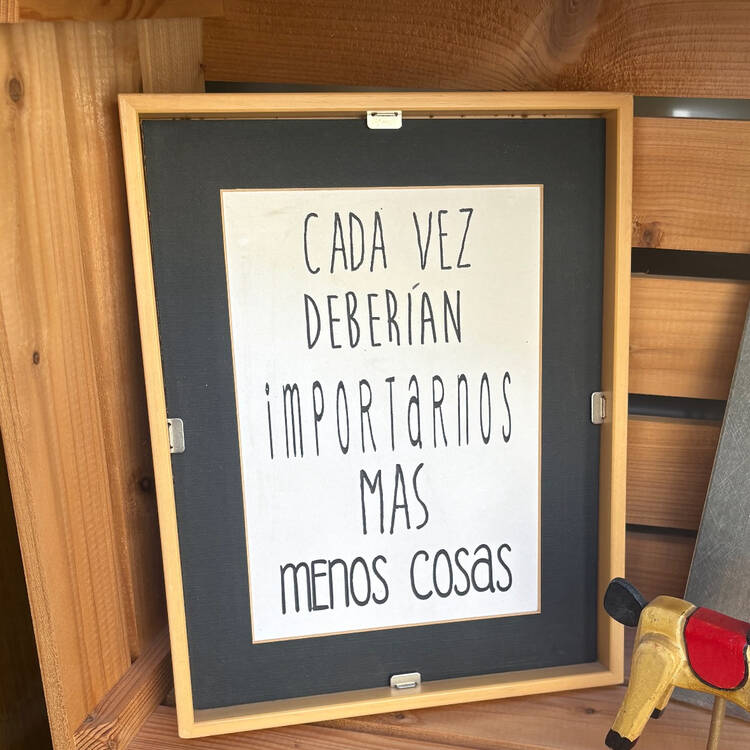 CADA VEZ
DEBERÍAN
iMPORTaRNOS
MAS
MENOS COSaS